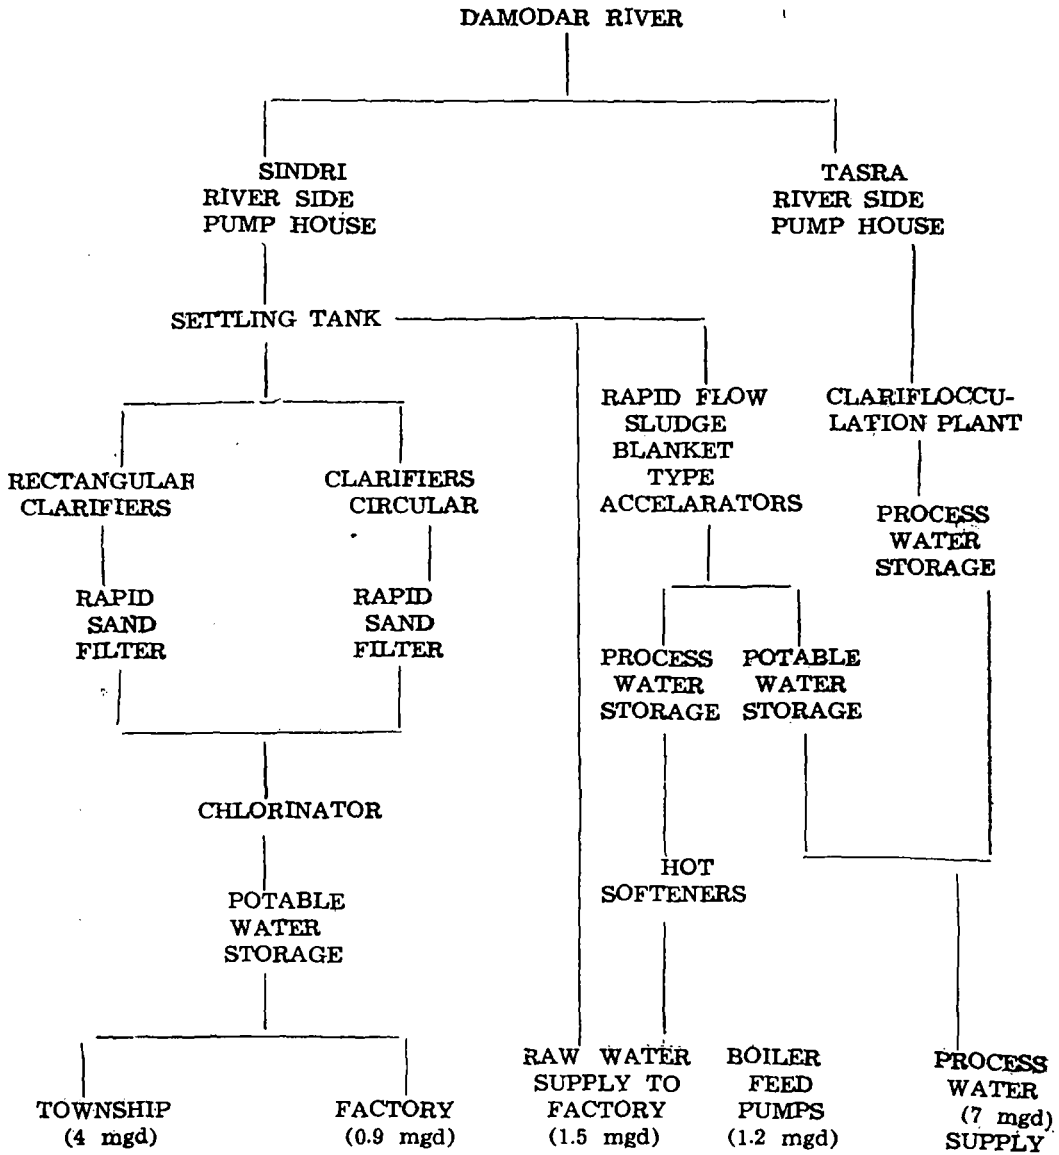 DAMODAR RIVER
SINDRI
RIVER SIDE
PUMP HOUSE
TASRA
RIVER SIDE
PUMP HOUSE
SETTLING TANK
RAPID FLOW
SLUDGE
BLANKET
TYPE
ACCELARATORS
CLARIFLOCCU-
LATION PLANT
RECTANGULAR
CLARIFIERS
CLARIFIERS
CIRCULAR
PROCESS
WATER
STORAGE
RAPID
SAND
FILTER
RAPID
SAND
FILTER
PROCESS
WATER
STORAGE
POTABLE
WATER
STORAGE
CHLORINATOR
HOT
SOFTENERS
POTABLE
WATER
STORAGE
TOWNSHIP
(4 mgd)
FACTORY
(0.9 mgd)
RAW WATER
SUPPLY TO
FACTORY
(1.5 mgd)
BOILER
FEED
PUMPS
(1.2 mgd)
PROCESS
WATER
(7 mgd)
SUPPLY